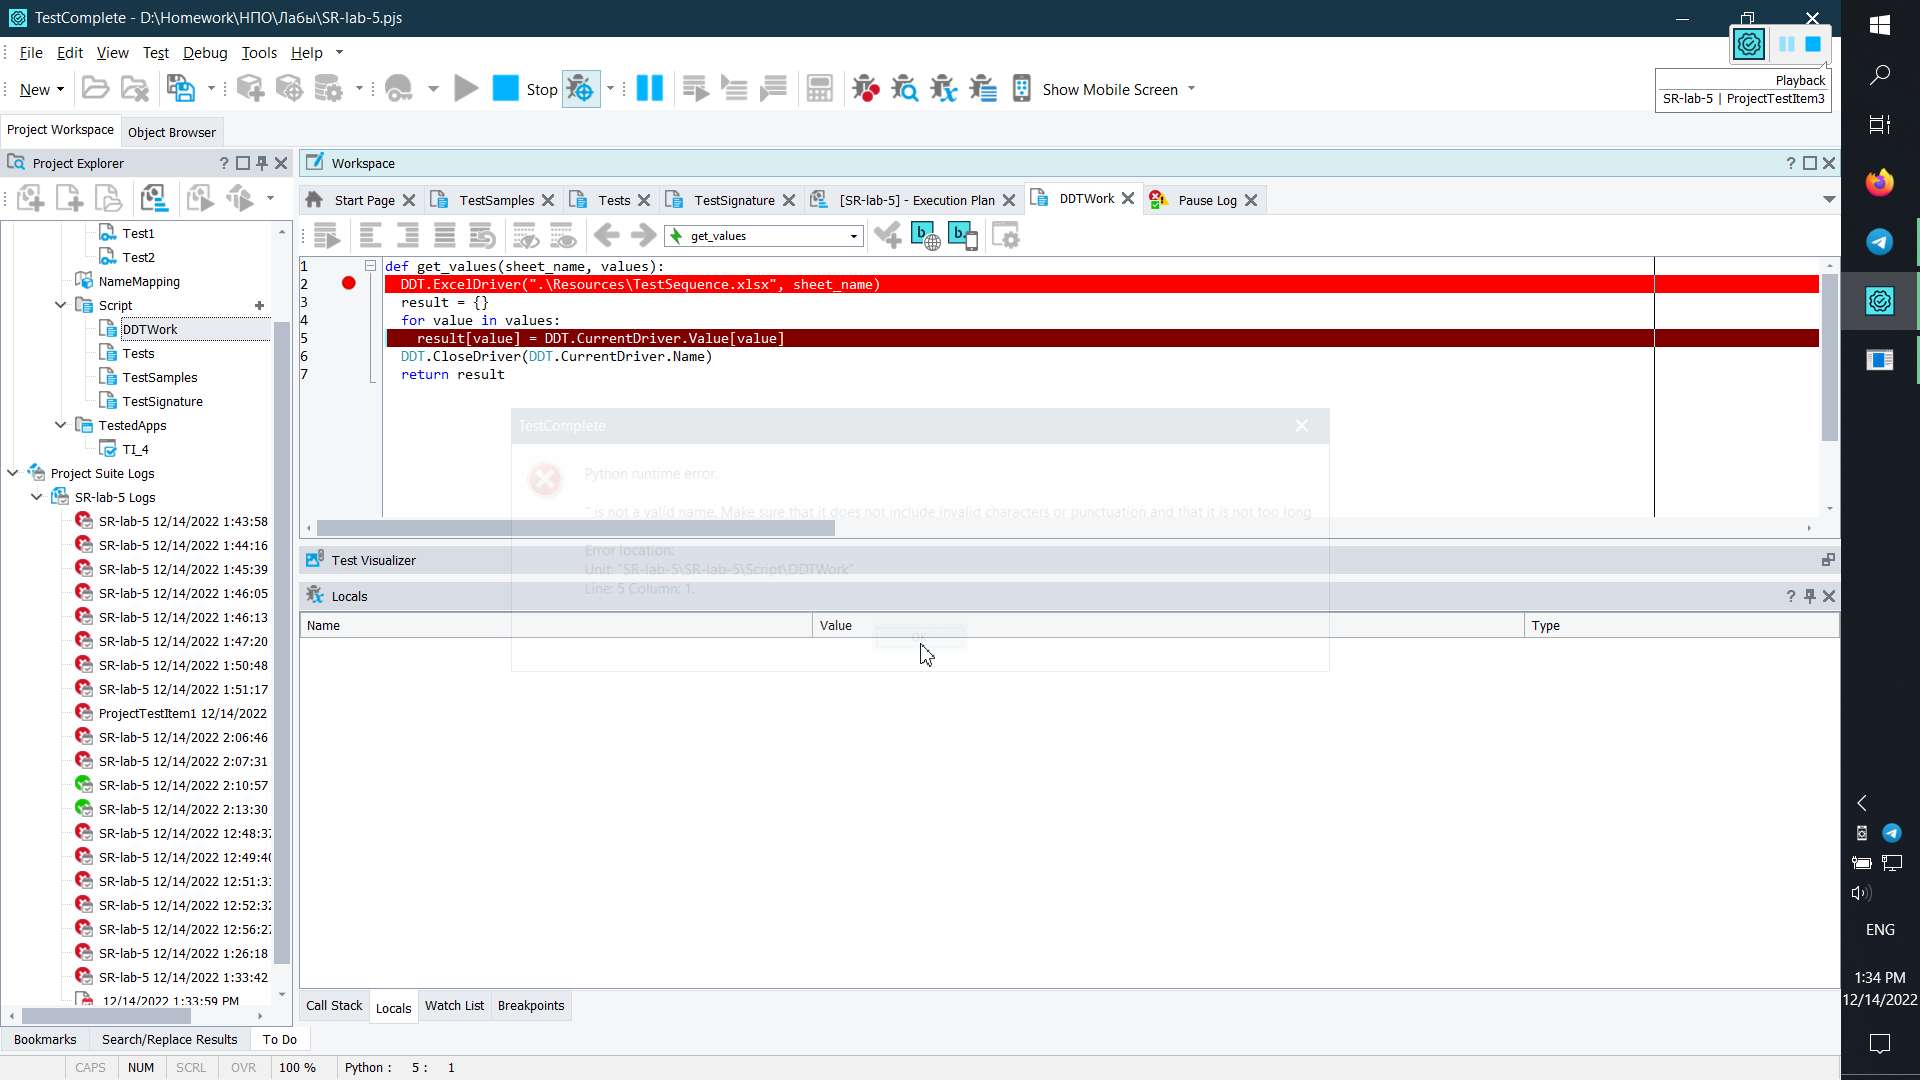 TestComplete - D:\Homework\НПО\Лабы\SR-lab-5.pjs
File Edit View Test Debug Tools Help
New Stop Show Mobile Screen
Playback
SR-lab-5 | ProjectTestItem3
Project Workspace Object Browser
Project Explorer
Workspace
Start Page TestSamples Tests TestSignature [SR-lab-5] - Execution Plan DDTWork Pause Log
get_values
Test1
Test2
NameMapping
Script
DDTWork
Tests
TestSamples
TestSignature
TestedApps
TI_4
Project Suite Logs
SR-lab-5 Logs
SR-lab-5 12/14/2022 1:43:58
SR-lab-5 12/14/2022 1:44:16
SR-lab-5 12/14/2022 1:45:39
SR-lab-5 12/14/2022 1:46:05
SR-lab-5 12/14/2022 1:46:13
SR-lab-5 12/14/2022 1:47:20
SR-lab-5 12/14/2022 1:50:48
SR-lab-5 12/14/2022 1:51:17
ProjectTestItem1 12/14/2022
SR-lab-5 12/14/2022 2:06:46
SR-lab-5 12/14/2022 2:07:31
SR-lab-5 12/14/2022 2:10:57
SR-lab-5 12/14/2022 2:13:30
SR-lab-5 12/14/2022 12:48:37
SR-lab-5 12/14/2022 12:49:40
SR-lab-5 12/14/2022 12:51:31
SR-lab-5 12/14/2022 12:52:32
SR-lab-5 12/14/2022 12:56:27
SR-lab-5 12/14/2022 1:26:18
SR-lab-5 12/14/2022 1:33:42
12/14/2022 1:33:59 PM
1 def get_values(sheet_name, values):
2 DDT.ExcelDriver(".\Resources\TestSequence.xlsx", sheet_name)
3 result = {}
4 for value in values:
5 result[value] = DDT.CurrentDriver.Value[value]
6 DDT.CloseDriver(DDT.CurrentDriver.Name)
7 return result
TestComplete
Python runtime error.
'' is not a valid name. Make sure that it does not include invalid characters or punctuation and that it is not too long
Error location:
Unit: "SR-lab-5\SR-lab-5\Script\DDTWork"
Line: 5 Column: 1.
OK
Test Visualizer
Locals
Name Value Type
Call Stack Locals Watch List Breakpoints
Bookmarks Search/Replace Results To Do
CAPS NUM SCRL OVR 100 % Python : 5 : 1
ENG
1:34 PM
12/14/2022